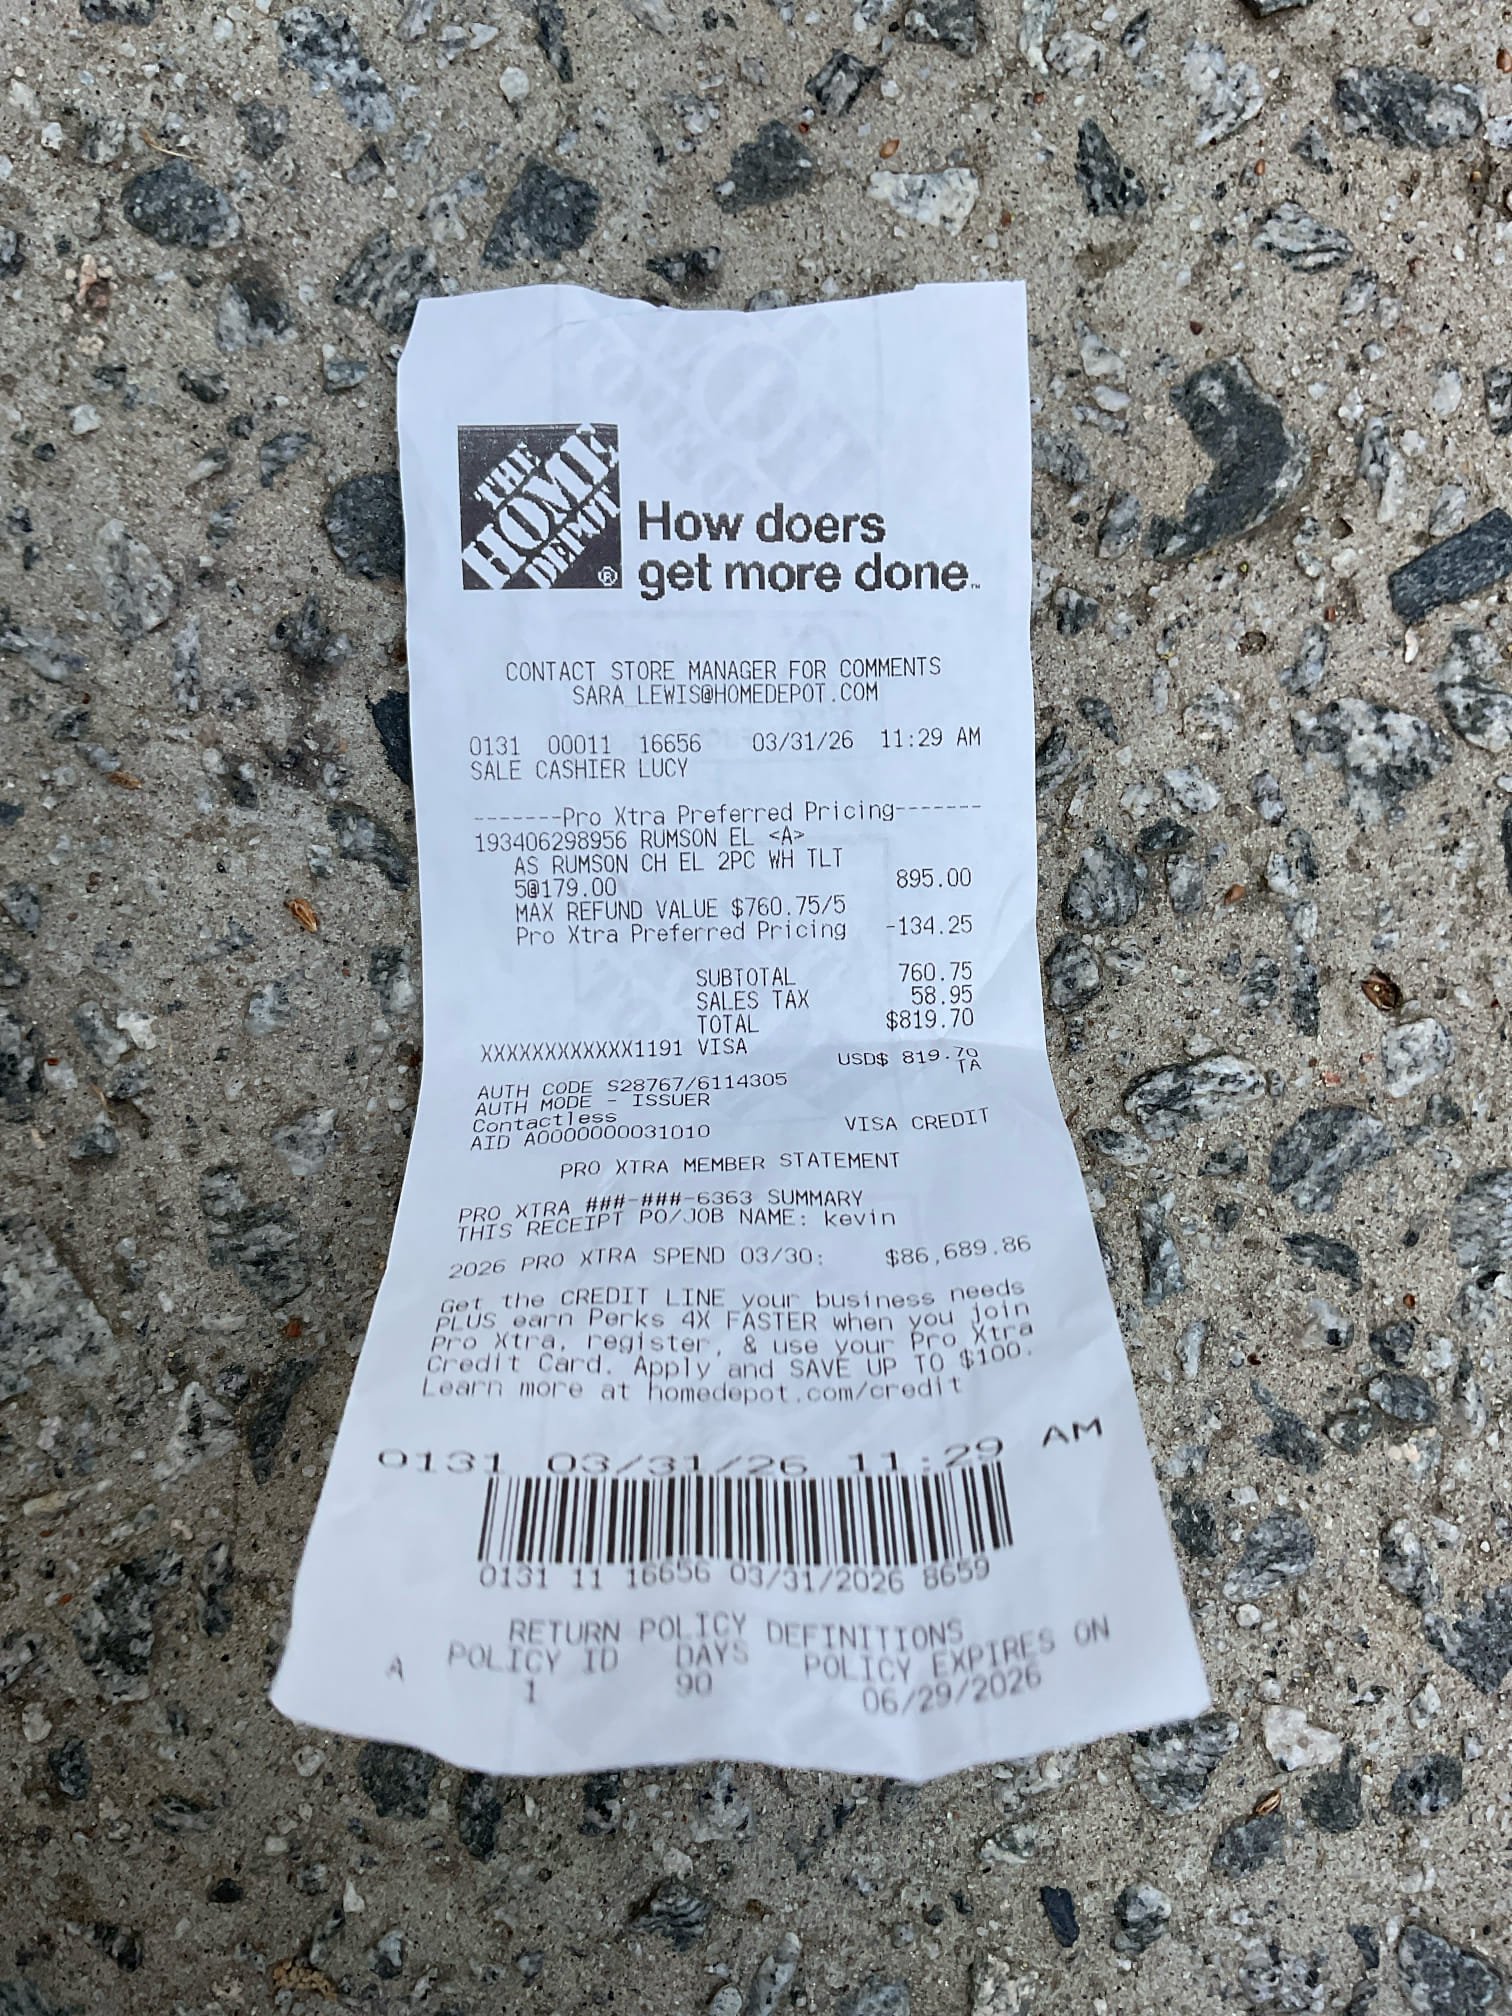 THE
HOME
DEPOT
®
How doers
get more done.™
CONTACT STORE MANAGER FOR COMMENTS
SARA_LEWIS@HOMEDEPOT.COM
0131 00011 16656 03/31/26 11:29 AM
SALE CASHIER LUCY
-------Pro Xtra Preferred Pricing-------
193406298956 RUMSON EL <A>
AS RUMSON CH EL 2PC WH TLT
5@179.00 895.00
MAX REFUND VALUE $760.75/5
Pro Xtra Preferred Pricing -134.25
SUBTOTAL 760.75
SALES TAX 58.95
TOTAL $819.70
XXXXXXXXXXXX1191 VISA
USD$ 819.70
TA
AUTH CODE S28767/6114305
AUTH MODE - ISSUER
Contactless
AID A0000000031010 VISA CREDIT
PRO XTRA MEMBER STATEMENT
PRO XTRA ###-###-6363 SUMMARY
THIS RECEIPT PO/JOB NAME: kevin
2026 PRO XTRA SPEND 03/30: $86,689.86
Get the CREDIT LINE your business needs
PLUS earn Perks 4X FASTER when you join
Pro Xtra, register, & use your Pro Xtra
Credit Card. Apply and SAVE UP TO $100.
Learn more at homedepot.com/credit
0131 03/31/26 11:29 AM
0131 11 16656 03/31/2026 8659
RETURN POLICY DEFINITIONS
POLICY ID DAYS POLICY EXPIRES ON
A 1 90 06/29/2026